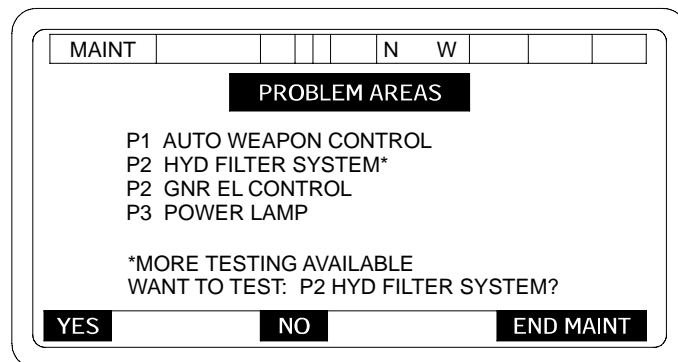 MAINT N W
PROBLEM AREAS
P1 AUTO WEAPON CONTROL
P2 HYD FILTER SYSTEM*
P2 GNR EL CONTROL
P3 POWER LAMP
*MORE TESTING AVAILABLE
WANT TO TEST: P2 HYD FILTER SYSTEM?
YES NO END MAINT